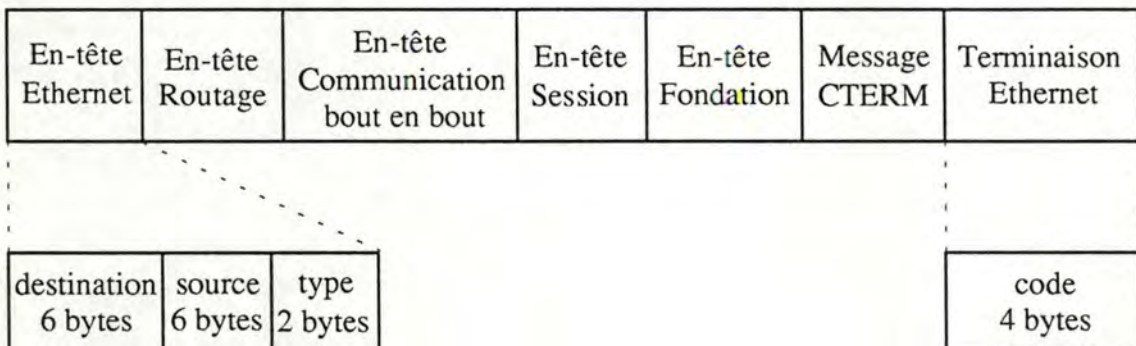 En-tête
Ethernet
En-tête
Routage
En-tête
Communication
bout en bout
En-tête
Session
En-tête
Fondation
Message
CTERM
Terminaison
Ethernet
destination
6 bytes
source
6 bytes
type
2 bytes
code
4 bytes